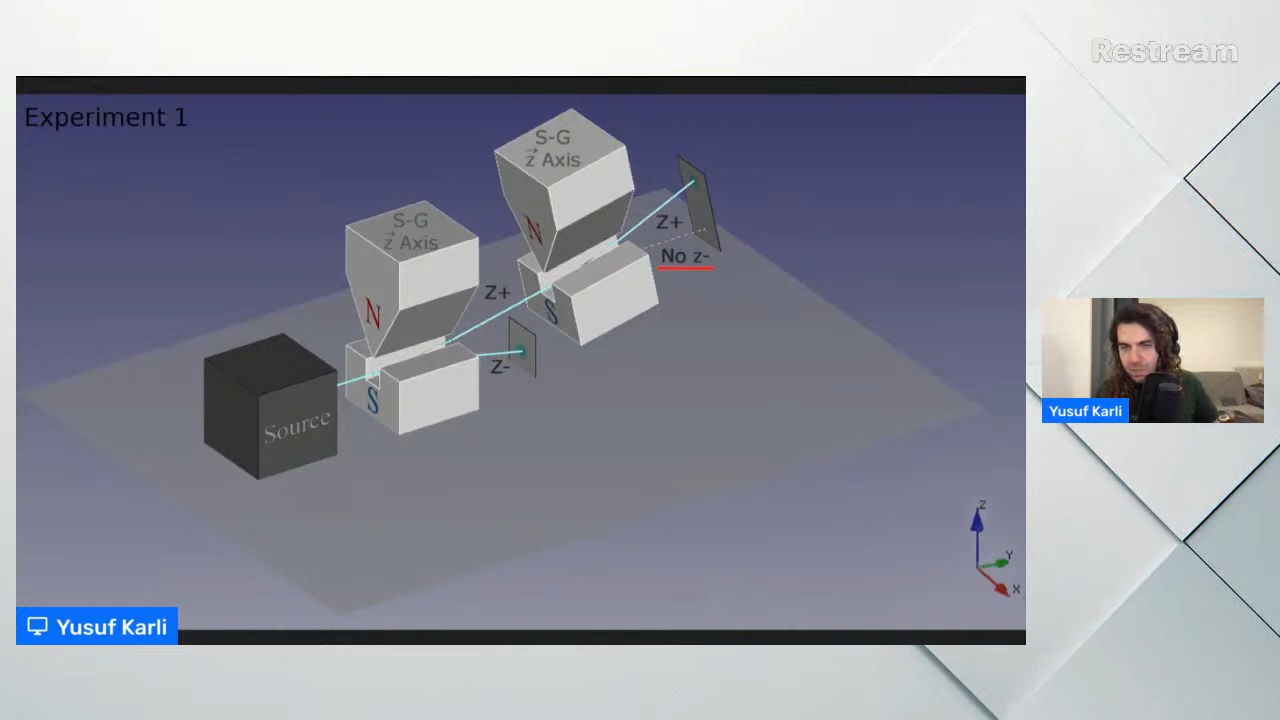 Restream
Experiment 1
S-G
z⃗ Axis
N
S
Z+
No z-
S-G
z⃗ Axis
N
S
Z+
Z-
Source
Z
Y
X
Yusuf Karli
Yusuf Karli